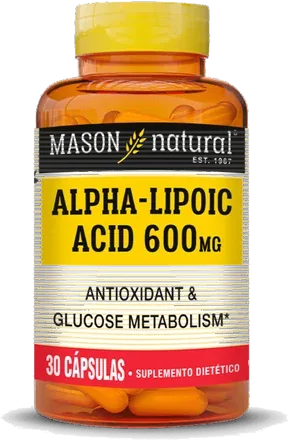 MASON natural
EST. 1967
ALPHA-LIPOIC
ACID 600MG
ANTIOXIDANT &
GLUCOSE METABOLISM*
30 CÁPSULAS • SUPLEMENTO DIETÉTICO